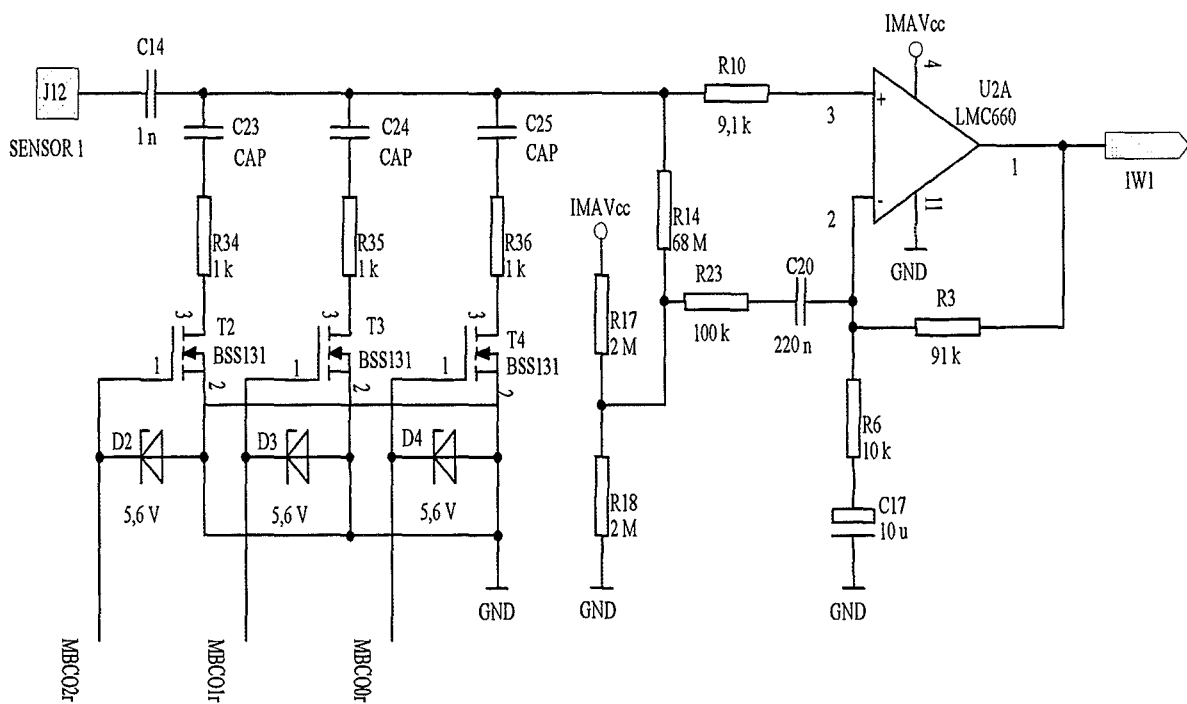 IMAVcc
4
C14
J12
1 n
SENSOR 1
C23
CAP
C24
CAP
C25
CAP
R10
9,1 k
3
+
U2A
LMC660
1
IW1
2
-
11
GND
R34
1 k
R35
1 k
R36
1 k
IMAVcc
R14
68 M
R23
100 k
C20
220 n
R3
91 k
R17
2 M
3
T2
BSS131
1
2
3
T3
BSS131
1
2
3
T4
BSS131
1
2
D2
5,6 V
D3
5,6 V
D4
5,6 V
R18
2 M
R6
10 k
C17
10 u
GND
GND
GND
MBCO2r
MBCO1r
MBCO0r